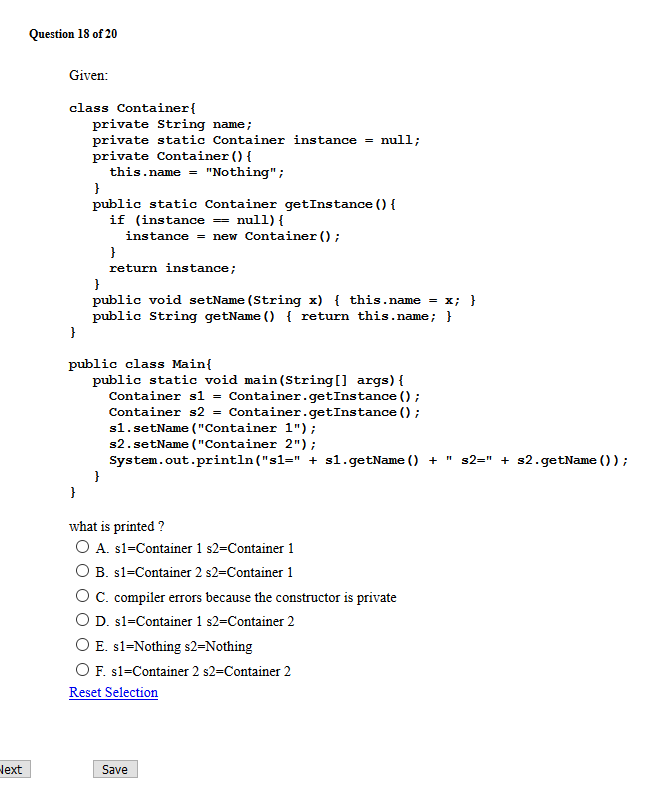 Question 18 of 20
Given:
class Container{
private String name;
private static Container instance = null;
private Container(){
this.name = "Nothing";
}
public static Container getInstance(){
if (instance == null){
instance = new Container();
}
return instance;
}
public void setName(String x) { this.name = x; }
public String getName() { return this.name; }
}
public class Main{
public static void main(String[] args){
Container s1 = Container.getInstance();
Container s2 = Container.getInstance();
s1.setName("Container 1");
s2.setName("Container 2");
System.out.println("s1=" + s1.getName() + " s2=" + s2.getName());
}
}
what is printed ?
A. s1=Container 1 s2=Container 1
B. s1=Container 2 s2=Container 1
C. compiler errors because the constructor is private
D. s1=Container 1 s2=Container 2
E. s1=Nothing s2=Nothing
F. s1=Container 2 s2=Container 2
Reset Selection
Next Save